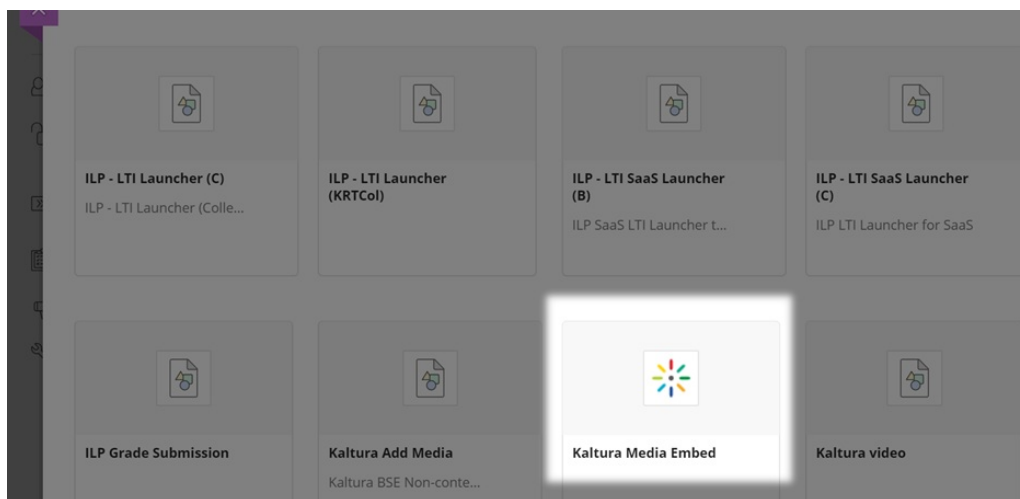 ILP - LTI Launcher (C)
ILP - LTI Launcher (Colle...
ILP - LTI Launcher
(KRTCol)
ILP - LTI SaaS Launcher
(B)
ILP SaaS LTI Launcher t...
ILP - LTI SaaS Launcher
(C)
ILP LTI Launcher for SaaS
ILP Grade Submission
Kaltura Add Media
Kaltura BSE Non-conte...
Kaltura Media Embed
Kaltura video